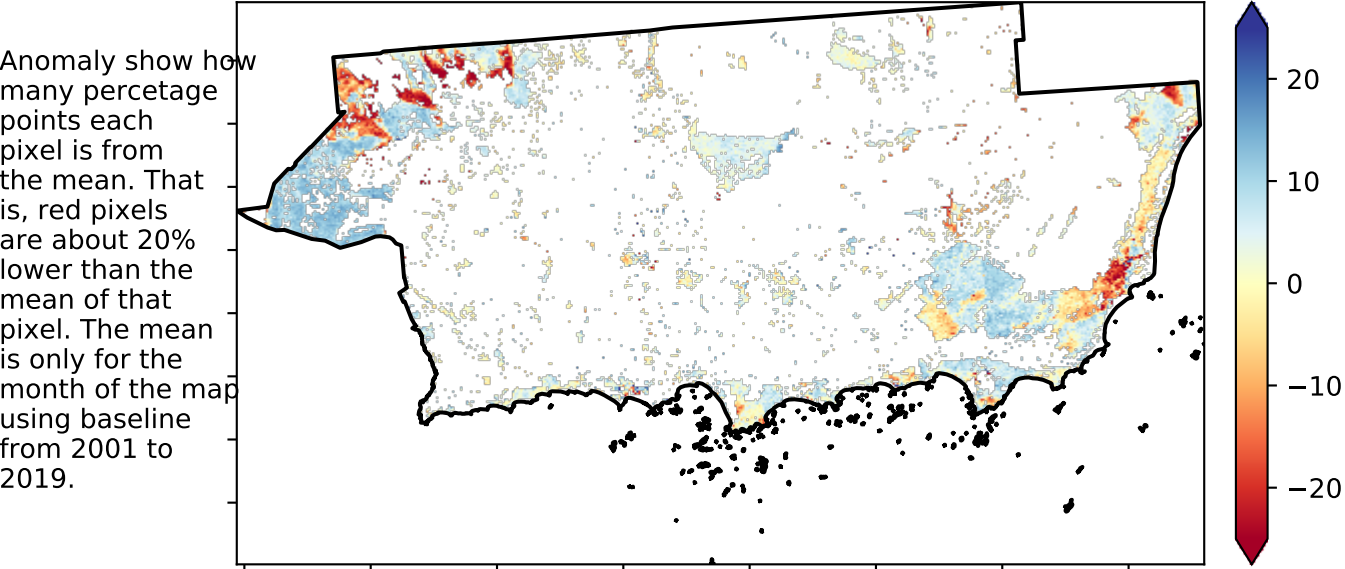 Anomaly show how
many percetage
points each
pixel is from
the mean. That
is, red pixels
are about 20%
lower than the
mean of that
pixel. The mean
is only for the
month of the map
using baseline
from 2001 to
2019.
20
10
0
−10
−20